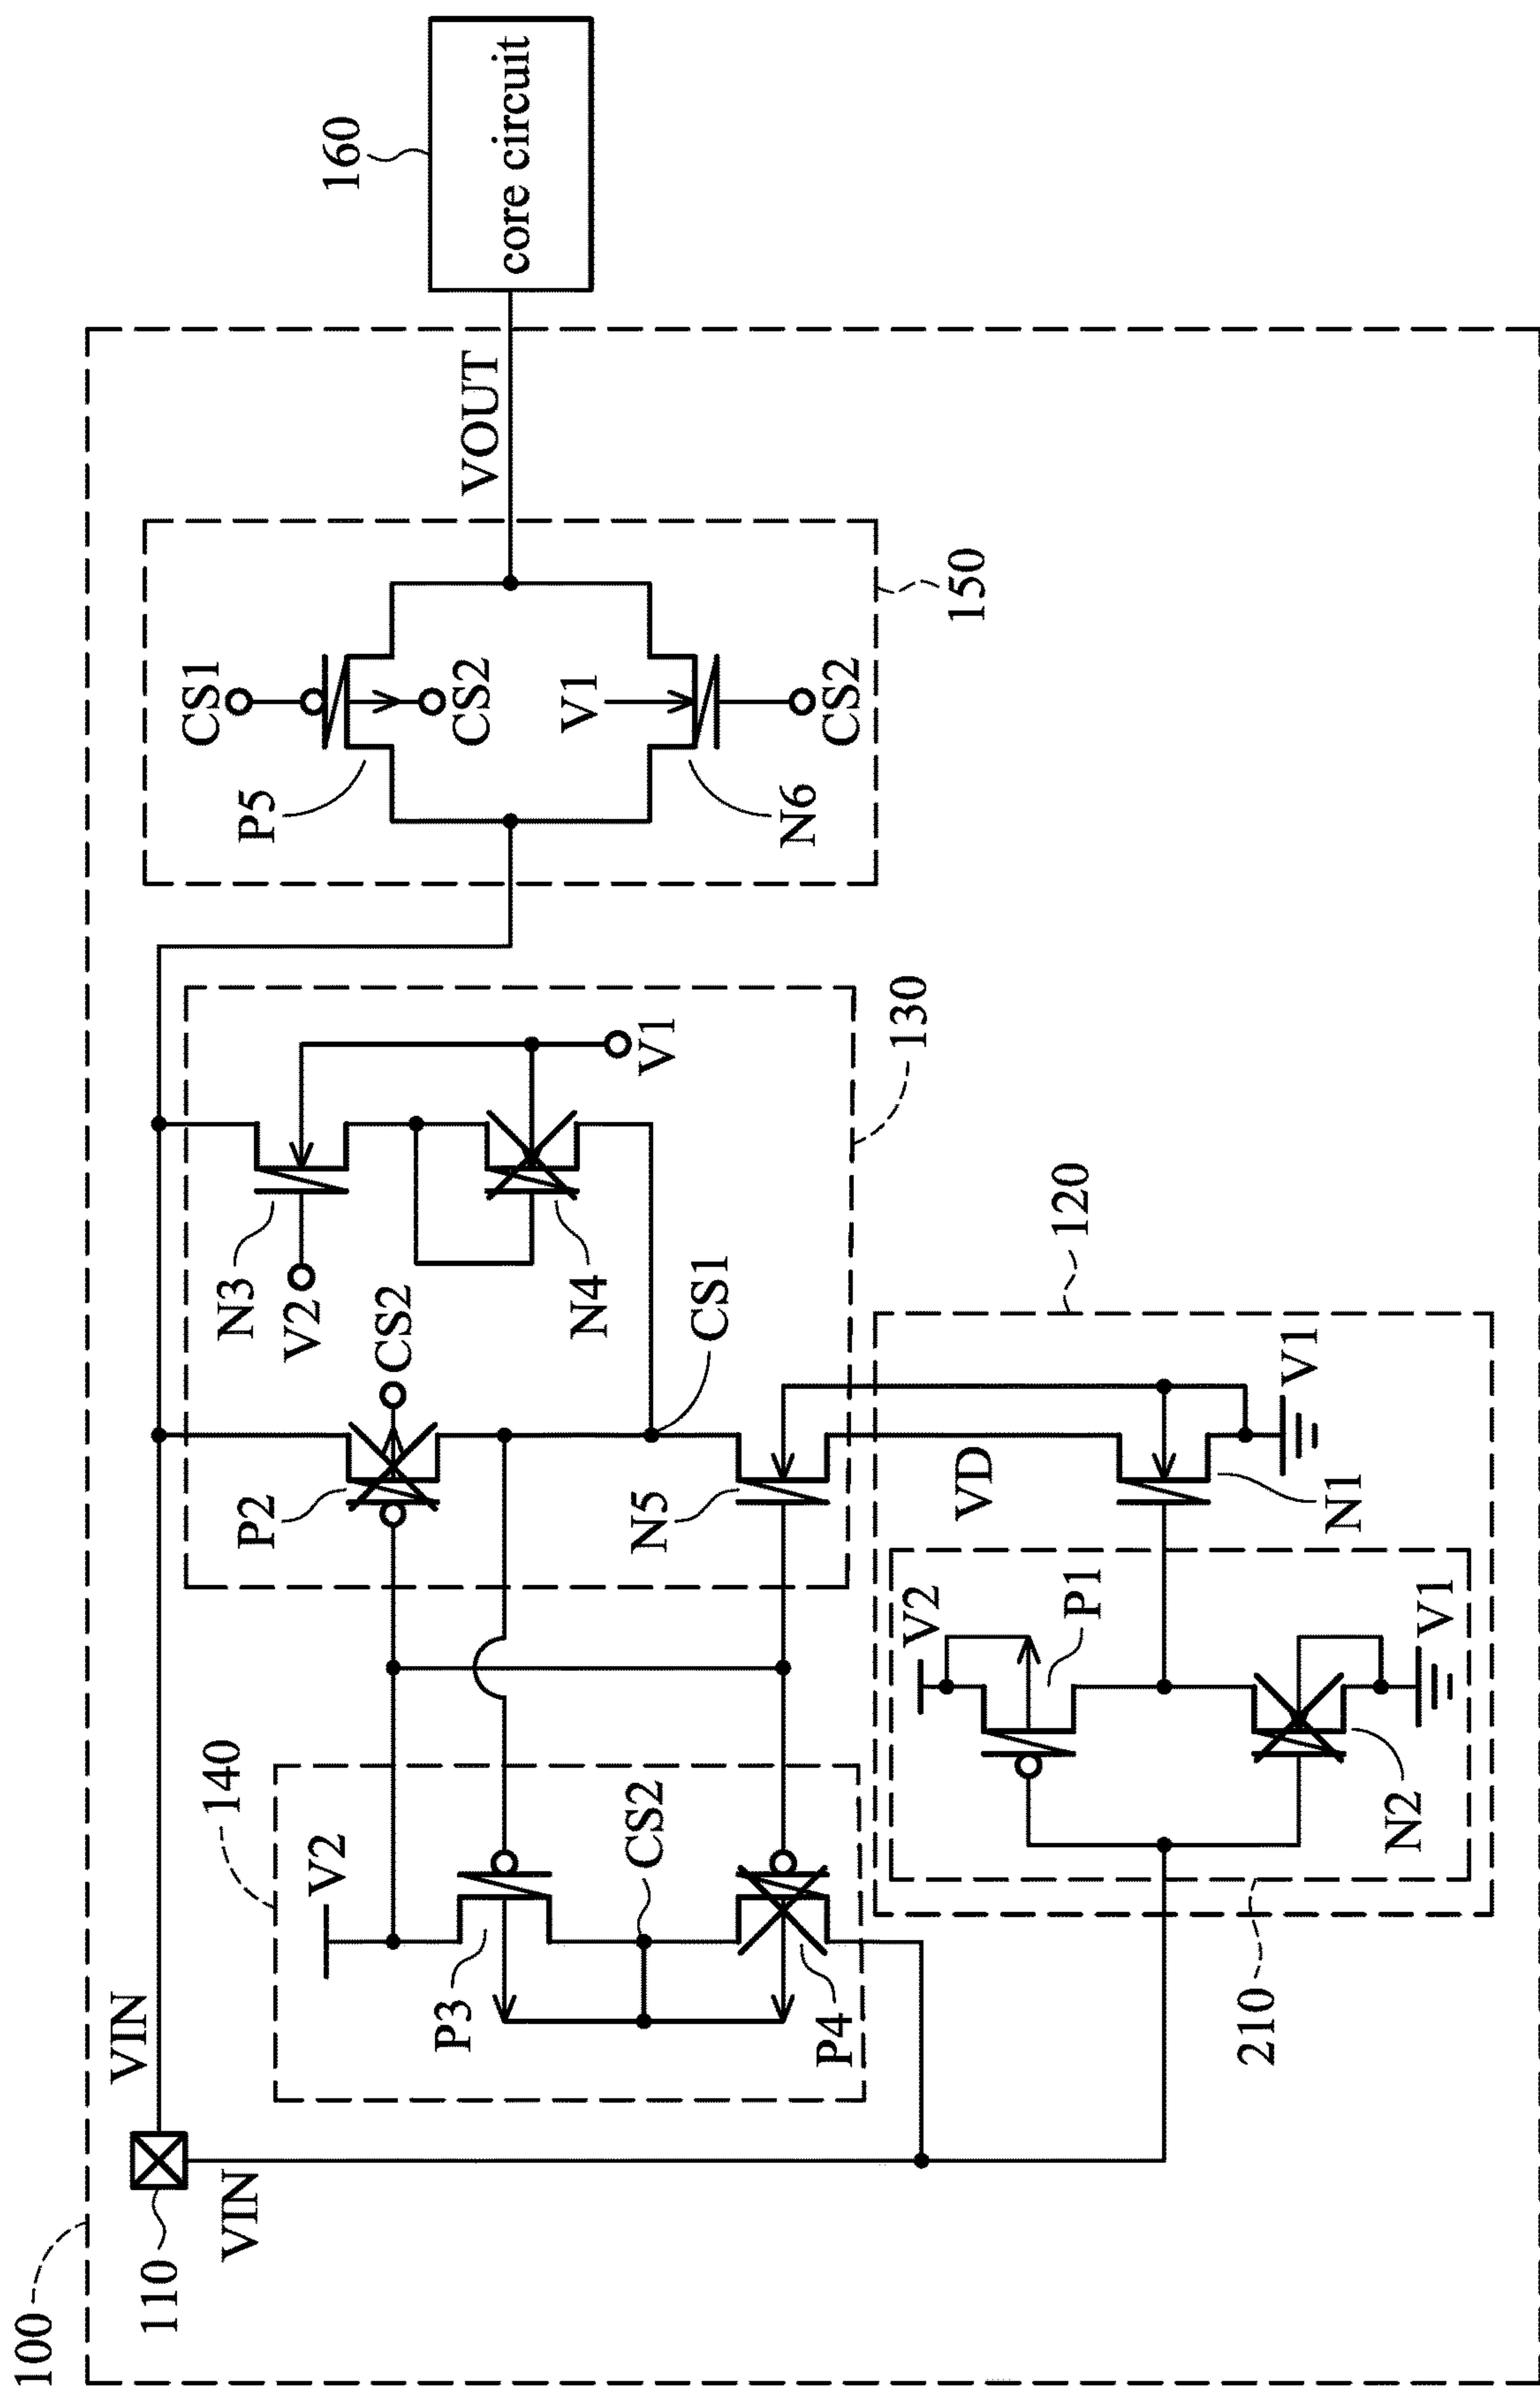 100
110
VIN
VIN
140
V2
P3
CS2
P4
210
V2
P1
N2
V1
120
VD
N1
V1
P2
CS2
N5
CS1
N3
V2
N4
V1
130
P5
CS1
CS2
V1
N6
CS2
150
VOUT
160
core circuit